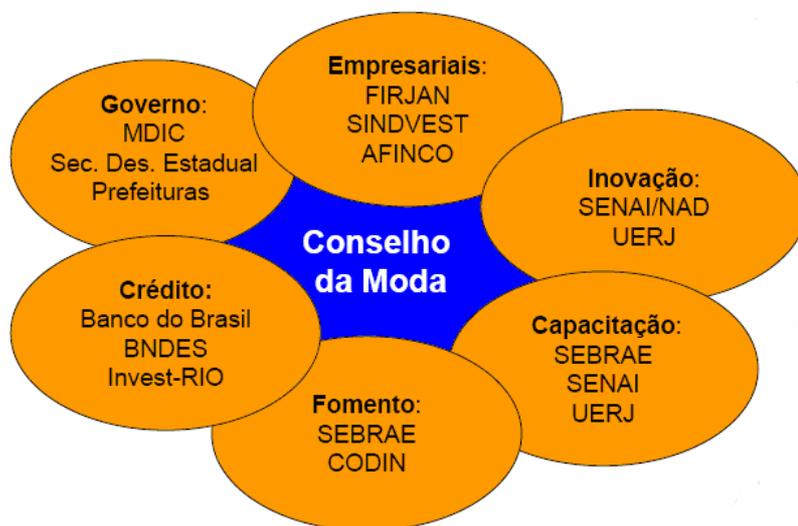 Empresariais:
FIRJAN
SINDVEST
AFINCO
Governo:
MDIC
Sec. Des. Estadual
Prefeituras
Inovação:
SENAI/NAD
UERJ
Conselho
da Moda
Crédito:
Banco do Brasil
BNDES
Invest-RIO
Capacitação:
SEBRAE
SENAI
UERJ
Fomento:
SEBRAE
CODIN